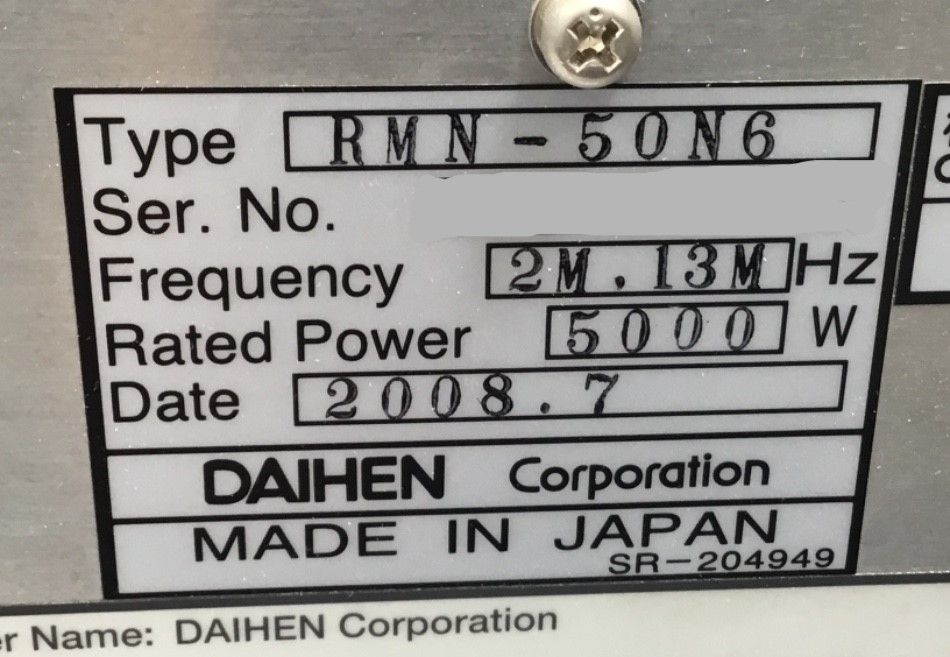 Type RMN-50N6
Ser. No.
Frequency 2M.13M Hz
Rated Power 5000 W
Date 2008.7
DAIHEN Corporation
MADE IN JAPAN
SR-204949
Name: DAIHEN Corporation